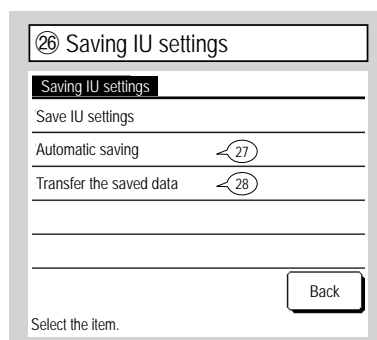 ㉖ Saving IU settings
Saving IU settings
Save IU settings
Automatic saving 27
Transfer the saved data 28
Back
Select the item.